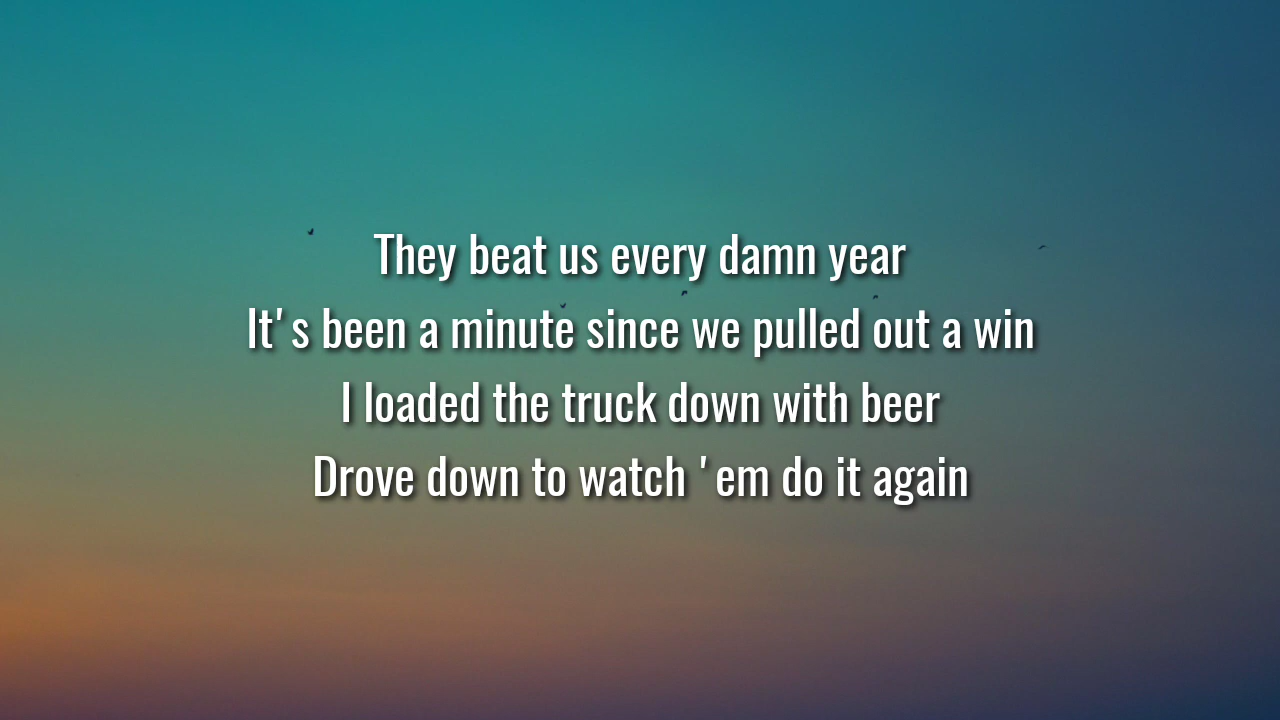 They beat us every damn year
It's been a minute since we pulled out a win
I loaded the truck down with beer
Drove down to watch 'em do it again